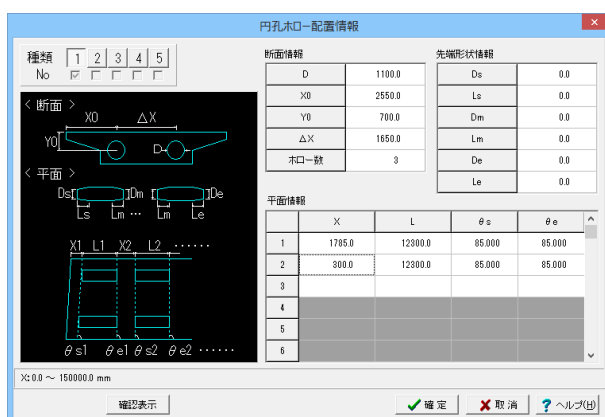 円孔ホロー配置情報
種類 1 2 3 4 5
No
断面情報
D 1100.0
X0 2550.0
Y0 700.0
△X 1650.0
ホロー数 3
先端形状情報
Ds 0.0
Ls 0.0
Dm 0.0
Lm 0.0
De 0.0
Le 0.0
< 断面 >
X0 △X
Y0 D
< 平面 >
Ds Dm De
Ls Lm … Lm Le
X1 L1 X2 L2 ……
θs1 θe1 θs2 θe2 ……
平面情報
X L θs θe
1 1785.0 12300.0 85.000 85.000
2 300.0 12300.0 85.000 85.000
3
4
5
6
X: 0.0 ～ 150000.0 mm
確認表示 確 定 取 消 ? ヘルプ(H)